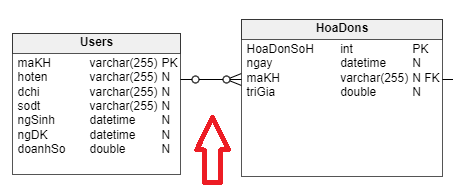 Users
maKH varchar(255) PK
hoten varchar(255) N
dchi varchar(255) N
sodt varchar(255) N
ngSinh datetime N
ngDK datetime N
doanhSo double N
HoaDons
HoaDonSoH int PK
ngay datetime N
maKH varchar(255) N FK
triGia double N